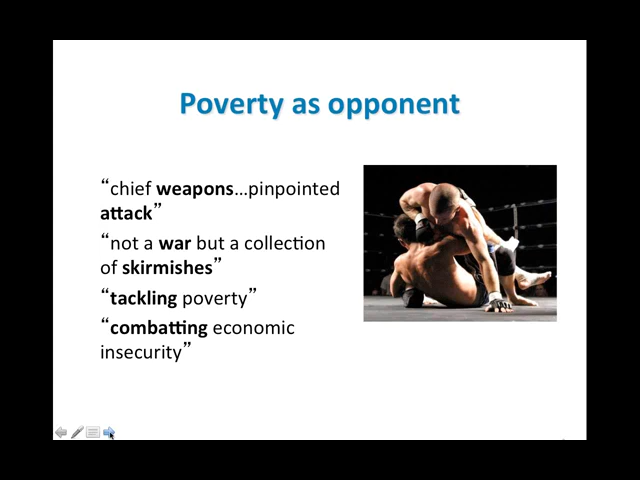 Poverty as opponent
“chief weapons…pinpointed
attack”
“not a war but a collection
of skirmishes”
“tackling poverty”
“combatting economic
insecurity”